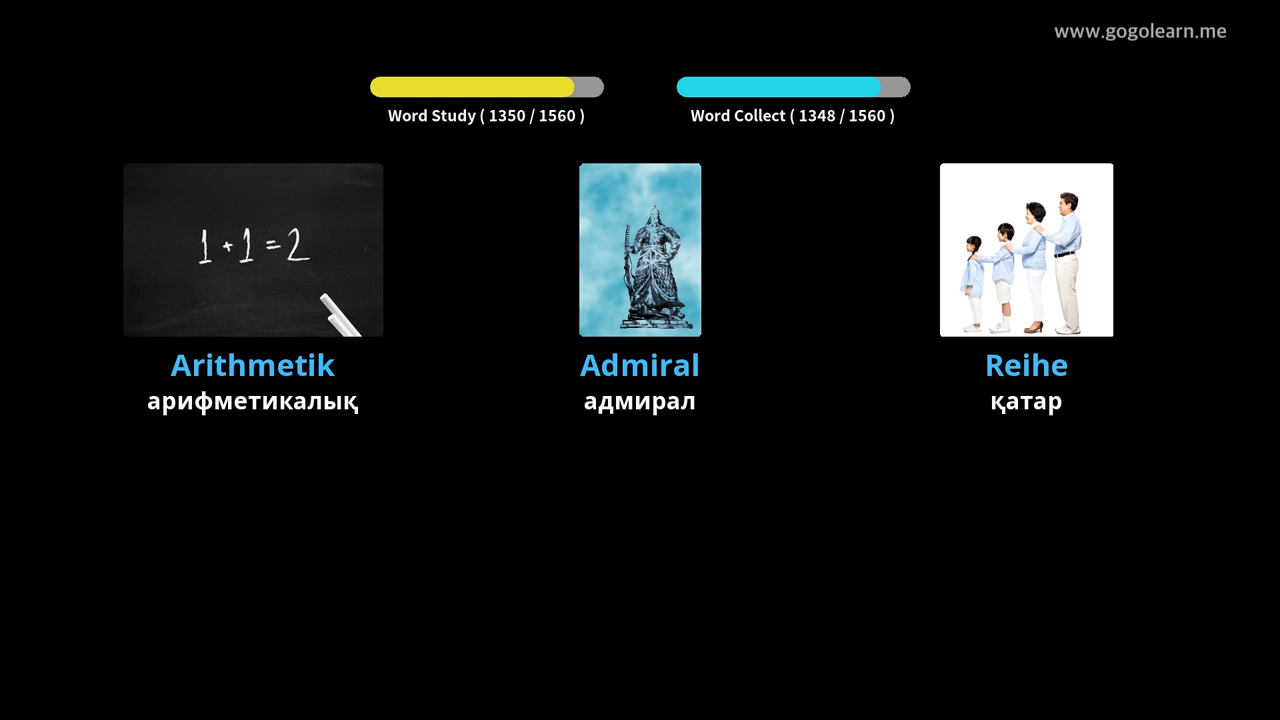 www.gogolearn.me
Word Study ( 1350 / 1560 )
Word Collect ( 1348 / 1560 )
1 + 1 = 2
Arithmetik
арифметикалық
Admiral
адмирал
Reihe
қатар